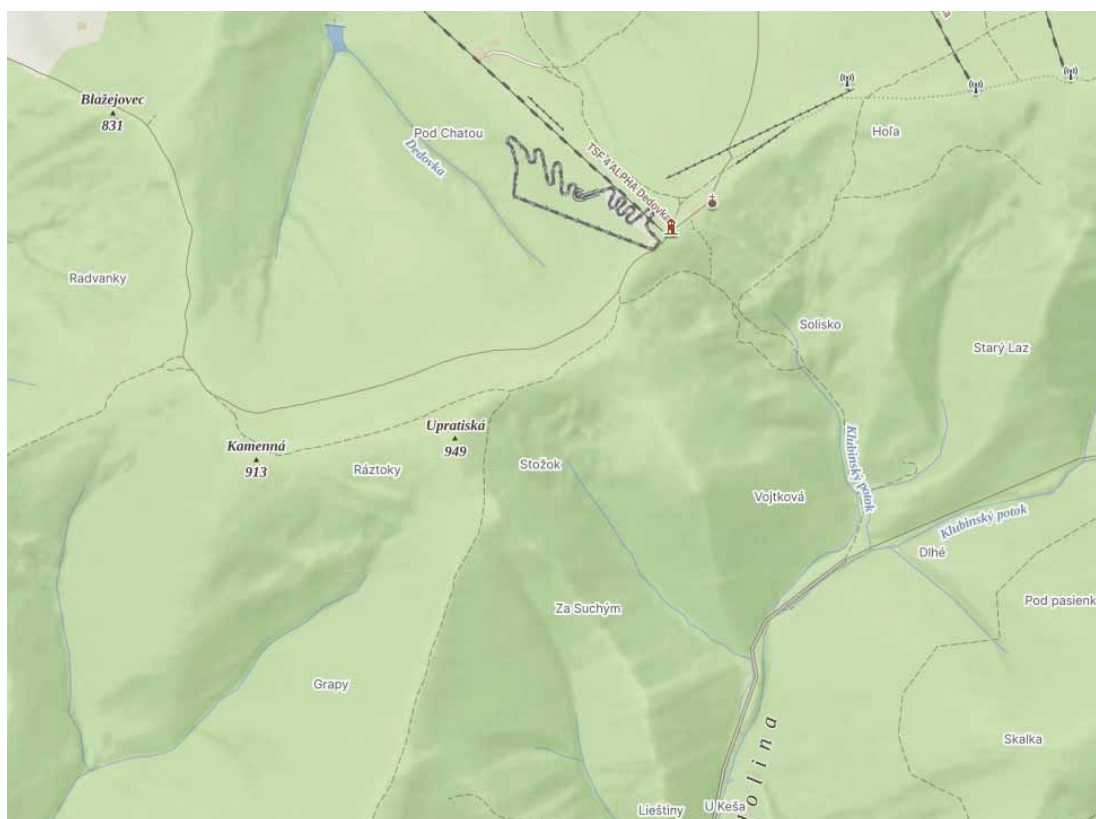 Blažejovec
831
Pod Chatou
Dedovka
TSF 4 ALPHA Dedovka
Hoľa
Radvanky
Solisko
Starý Laz
Upratiská
949
Kamenná
913
Ráztoky
Stožok
Vojtková
Klubinský potok
Klubinský potok
Dlhé
Za Suchým
Pod pasienk
Grapy
Skalka
olina
Lieštiny
U Keša